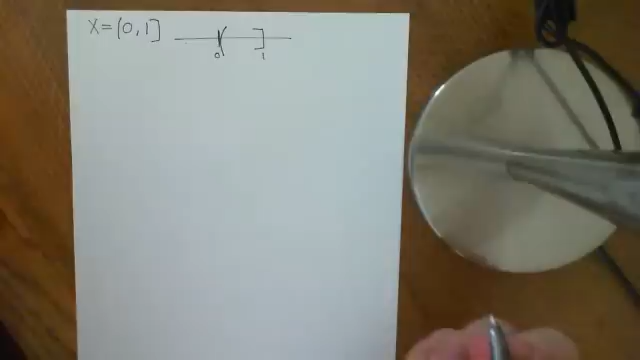 X = (0, 1]
0 1